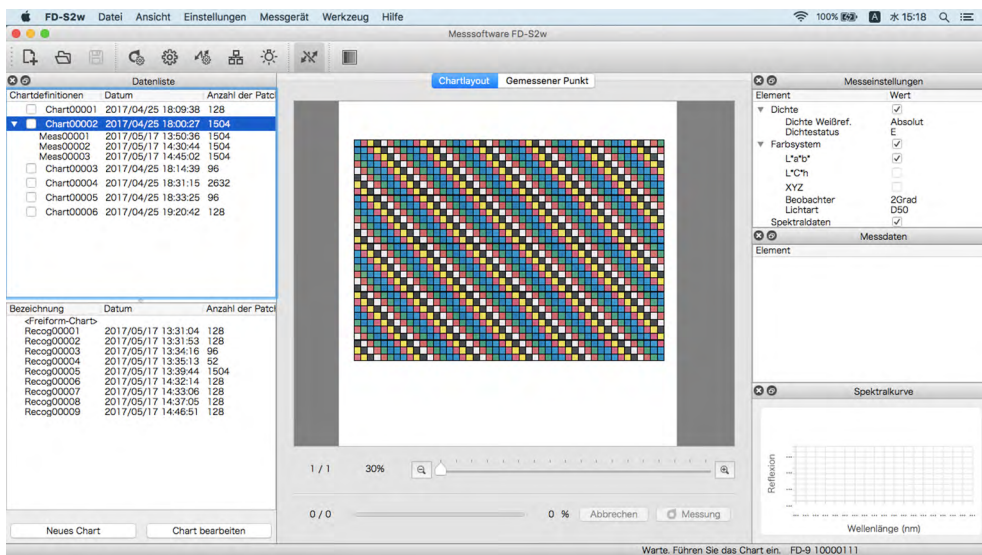 FD-S2w Datei Ansicht Einstellungen Messgerät Werkzeug Hilfe 100% A 水15:18
Messsoftware FD-S2w
Datenliste
Chartdefinitionen Datum Anzahl der Patcl
Chart00001 2017/04/25 18:09:38 128
Chart00002 2017/04/25 18:00:27 1504
Meas00001 2017/05/17 13:50:36 1504
Meas00002 2017/05/17 14:30:44 1504
Meas00003 2017/05/17 14:45:02 1504
Chart00003 2017/04/25 18:14:39 96
Chart00004 2017/04/25 18:31:15 2632
Chart00005 2017/04/25 18:33:25 96
Chart00006 2017/04/25 19:20:42 128
Bezeichnung Datum Anzahl der Patcl
<Freiform-Chart>
Recog00001 2017/05/17 13:31:04 128
Recog00002 2017/05/17 13:31:53 128
Recog00003 2017/05/17 13:34:16 96
Recog00004 2017/05/17 13:35:13 52
Recog00005 2017/05/17 13:39:44 1504
Recog00006 2017/05/17 14:32:14 128
Recog00007 2017/05/17 14:33:06 128
Recog00008 2017/05/17 14:37:05 128
Recog00009 2017/05/17 14:46:51 128
Neues Chart Chart bearbeiten
Chartlayout Gemessener Punkt
1 / 1 30%
0 / 0 0 % Abbrechen Messung
Messeinstellungen
Element Wert
Dichte
Dichte Weißref. Absolut
Dichtestatus E
Farbsystem
L*a*b*
L*C*h
XYZ
Beobachter 2Grad
Lichtart D50
Spektraldaten
Messdaten
Element
Spektralkurve
Reflexion
Wellenlänge (nm)
Warte. Führen Sie das Chart ein. FD-9 10000111